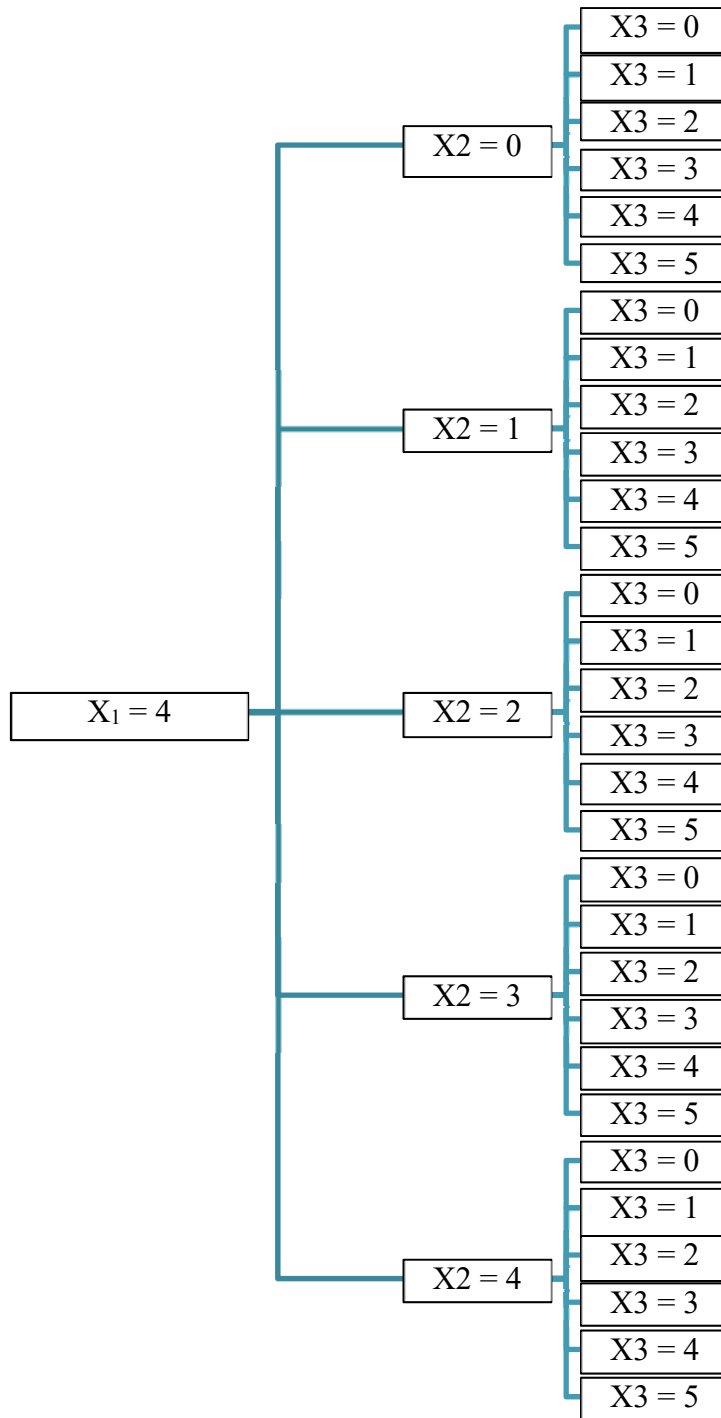 X3 = 0
X3 = 1
X2 = 0
X3 = 2
X3 = 3
X3 = 4
X3 = 5
X3 = 0
X3 = 1
X3 = 2
X2 = 1
X3 = 3
X3 = 4
X3 = 5
X3 = 0
X3 = 1
X3 = 2
X₁ = 4
X2 = 2
X3 = 3
X3 = 4
X3 = 5
X3 = 0
X3 = 1
X3 = 2
X2 = 3
X3 = 3
X3 = 4
X3 = 5
X3 = 0
X3 = 1
X3 = 2
X2 = 4
X3 = 3
X3 = 4
X3 = 5